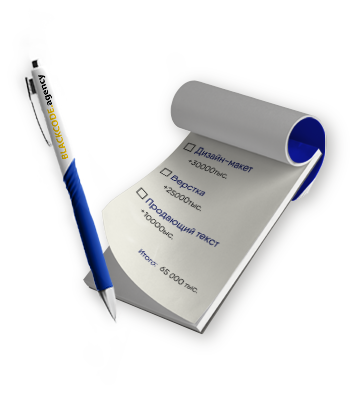 BLACKCODE agency
Дизайн-макет
+30000тыс.
Верстка
+25000тыс.
Продающий текст
+10000тыс.
Итого: 65 000 тыс.